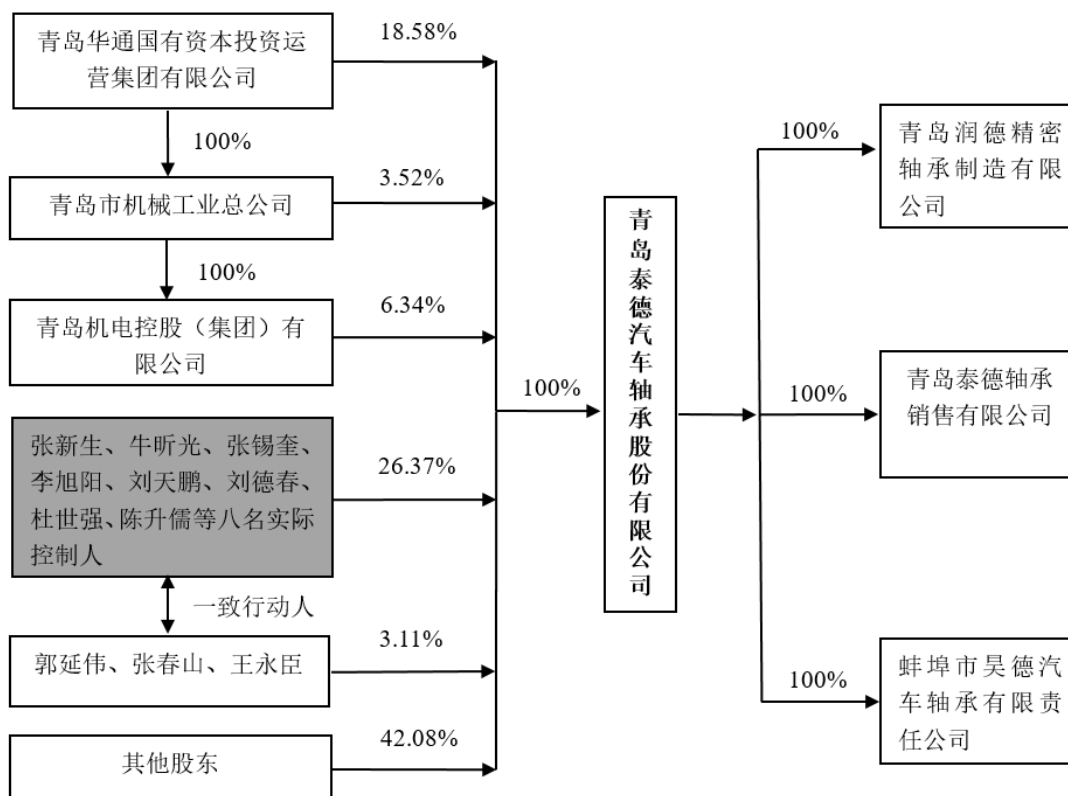 青岛华通国有资本投资运
营集团有限公司
18.58%
100%
青岛市机械工业总公司
3.52%
100%
青岛机电控股（集团）有
限公司
6.34%
张新生、牛昕光、张锡奎、
李旭阳、刘天鹏、刘德春、
杜世强、陈升儒等八名实际
控制人
26.37%
一致行动人
郭延伟、张春山、王永臣
3.11%
其他股东
42.08%
100%
青岛泰德汽车轴承股份有限公司
100%
青岛润德精密
轴承制造有限
公司
100%
青岛泰德轴承
销售有限公司
100%
蚌埠市昊德汽
车轴承有限责
任公司